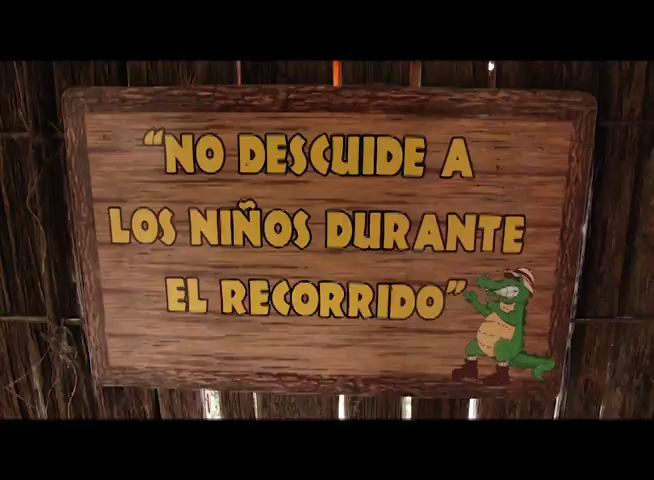 “NO DESCUIDE A
LOS NIÑOS DURANTE
EL RECORRIDO”